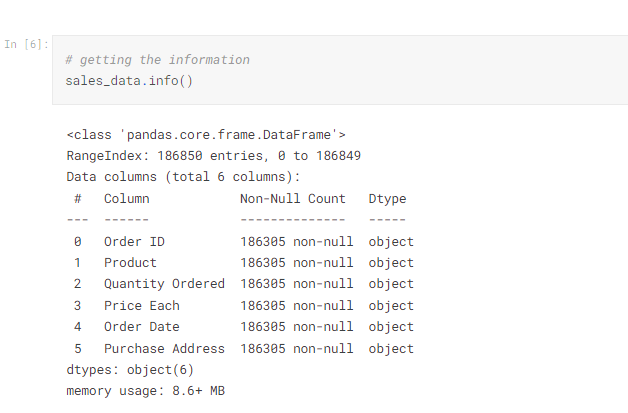 In [6]:
# getting the information
sales_data.info()
<class 'pandas.core.frame.DataFrame'>
RangeIndex: 186850 entries, 0 to 186849
Data columns (total 6 columns):
 #   Column            Non-Null Count   Dtype
---  ------            --------------   -----
 0   Order ID          186305 non-null  object
 1   Product           186305 non-null  object
 2   Quantity Ordered  186305 non-null  object
 3   Price Each        186305 non-null  object
 4   Order Date        186305 non-null  object
 5   Purchase Address  186305 non-null  object
dtypes: object(6)
memory usage: 8.6+ MB